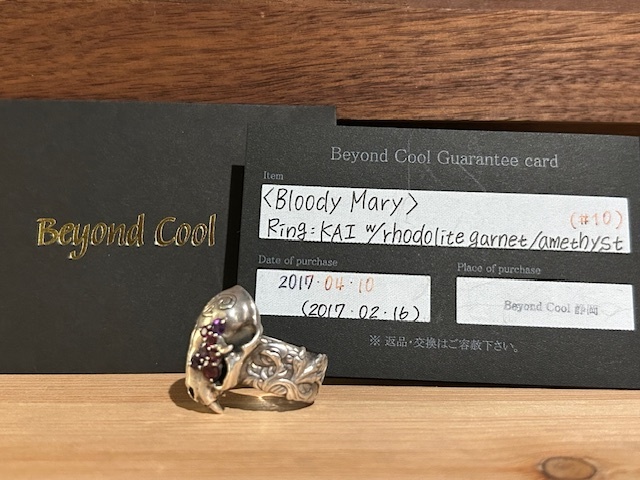 Beyond Cool
Beyond Cool Guarantee card
Item
<Bloody Mary>
(#10)
Ring:KAI w/rhodolite garnet/amethyst
Date of purchase
2017.04.10
(2017.02.16)
Place of purchase
Beyond Cool 静岡
※ 返品・交換はご容赦下さい。